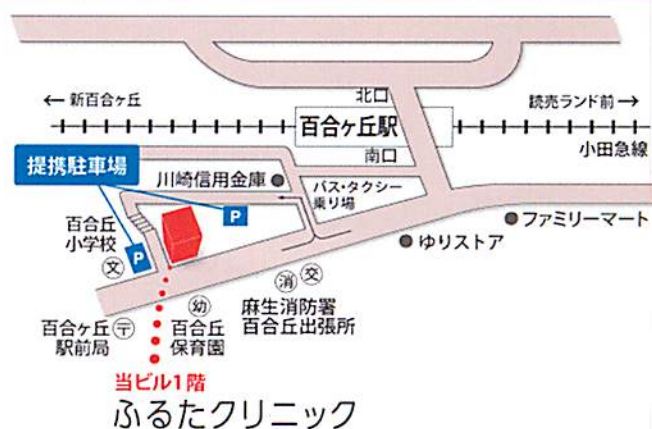 北口
← 新百合ヶ丘
読売ランド前 →
百合ヶ丘駅
小田急線
南口
提携駐車場
川崎信用金庫
バス・タクシー
乗り場
P
ファミリーマート
百合丘
小学校
文
P
ゆりストア
消
交
幼
麻生消防署
百合丘出張所
百合ヶ丘
駅前局
〒
百合丘
保育園
当ビル1階
ふるたクリニック